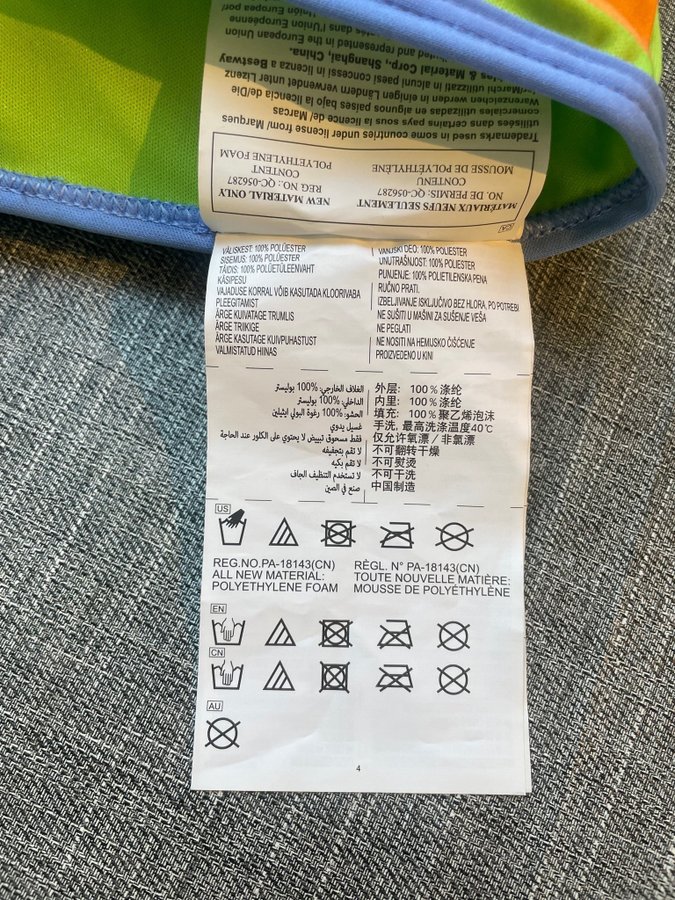 CA
MATÉRIAUX NEUFS SEULEMENT
NO. DE PERMIS: QC-056287
CONTENU
MOUSSE DE POLYÉTHYLÈNE
NEW MATERIAL ONLY
REG NO.: QC-056287
CONTENT
POLYETHYLENE FOAM
Trademarks used in some countries under license from/ Marques
utilisées dans certains pays sous la licence de/ Marcas
comerciales utilizadas en algunos países bajo la licencia de/Die
Warenzeichen werden in einigen Ländern verwendet unter Lizenz
utilizzati in alcuni paesi concessi in licenza a Bestway
& Material Corp., Shanghai, China.
and represented in the European Union
dans l'Union Européenne
Unión Europea por/
VÄLISKEST: 100% POLÜESTER
SISEMUS: 100% POLÜESTER
TÄIDIS: 100% POLÜETÜLEENVAHT
KÄSIPESU
VAJADUSE KORRAL VÕIB KASUTADA KLOORIVABA
PLEEGITAMIST
ÄRGE KUIVATAGE TRUMLIS
ÄRGE TRIIKIGE
ÄRGE KASUTAGE KUIVPUHASTUST
VALMISTATUD HIINAS
VANJSKI DEO: 100% POLIESTER
UNUTRAŠNJOST: 100% POLIESTER
PUNJENJE: 100% POLIETILENSKA PENA
RUČNO PRATI.
IZBELJIVANJE ISKLJUČIVO BEZ HLORA, PO POTREBI
NE SUŠITI U MAŠINI ZA SUŠENJE VEŠA
NE PEGLATI
NE NOSITI NA HEMIJSKO ČIŠĆENJE
PROIZVEDENO U KINI
الغلاف الخارجي: 100% بوليستر
الداخلي: 100% بوليستر
الحشو: 100% رغوة البولي ايثيلين
غسيل يدوي
فقط مسحوق تبييض لا يحتوي على الكلور عند الحاجة
لا تقم بتجفيفه
لا تقم بكيه
لا تستخدم التنظيف الجاف
صنع في الصين
外层: 100%涤纶
内里: 100%涤纶
填充: 100%聚乙烯泡沫
手洗, 最高洗涤温度40℃
仅允许氧漂/非氯漂
不可翻转干燥
不可熨烫
不可干洗
中国制造
US
REG.NO.PA-18143(CN)
ALL NEW MATERIAL:
POLYETHYLENE FOAM
RÈGL. N° PA-18143(CN)
TOUTE NOUVELLE MATIÈRE:
MOUSSE DE POLYÉTHYLÈNE
EN
CN
AU
4